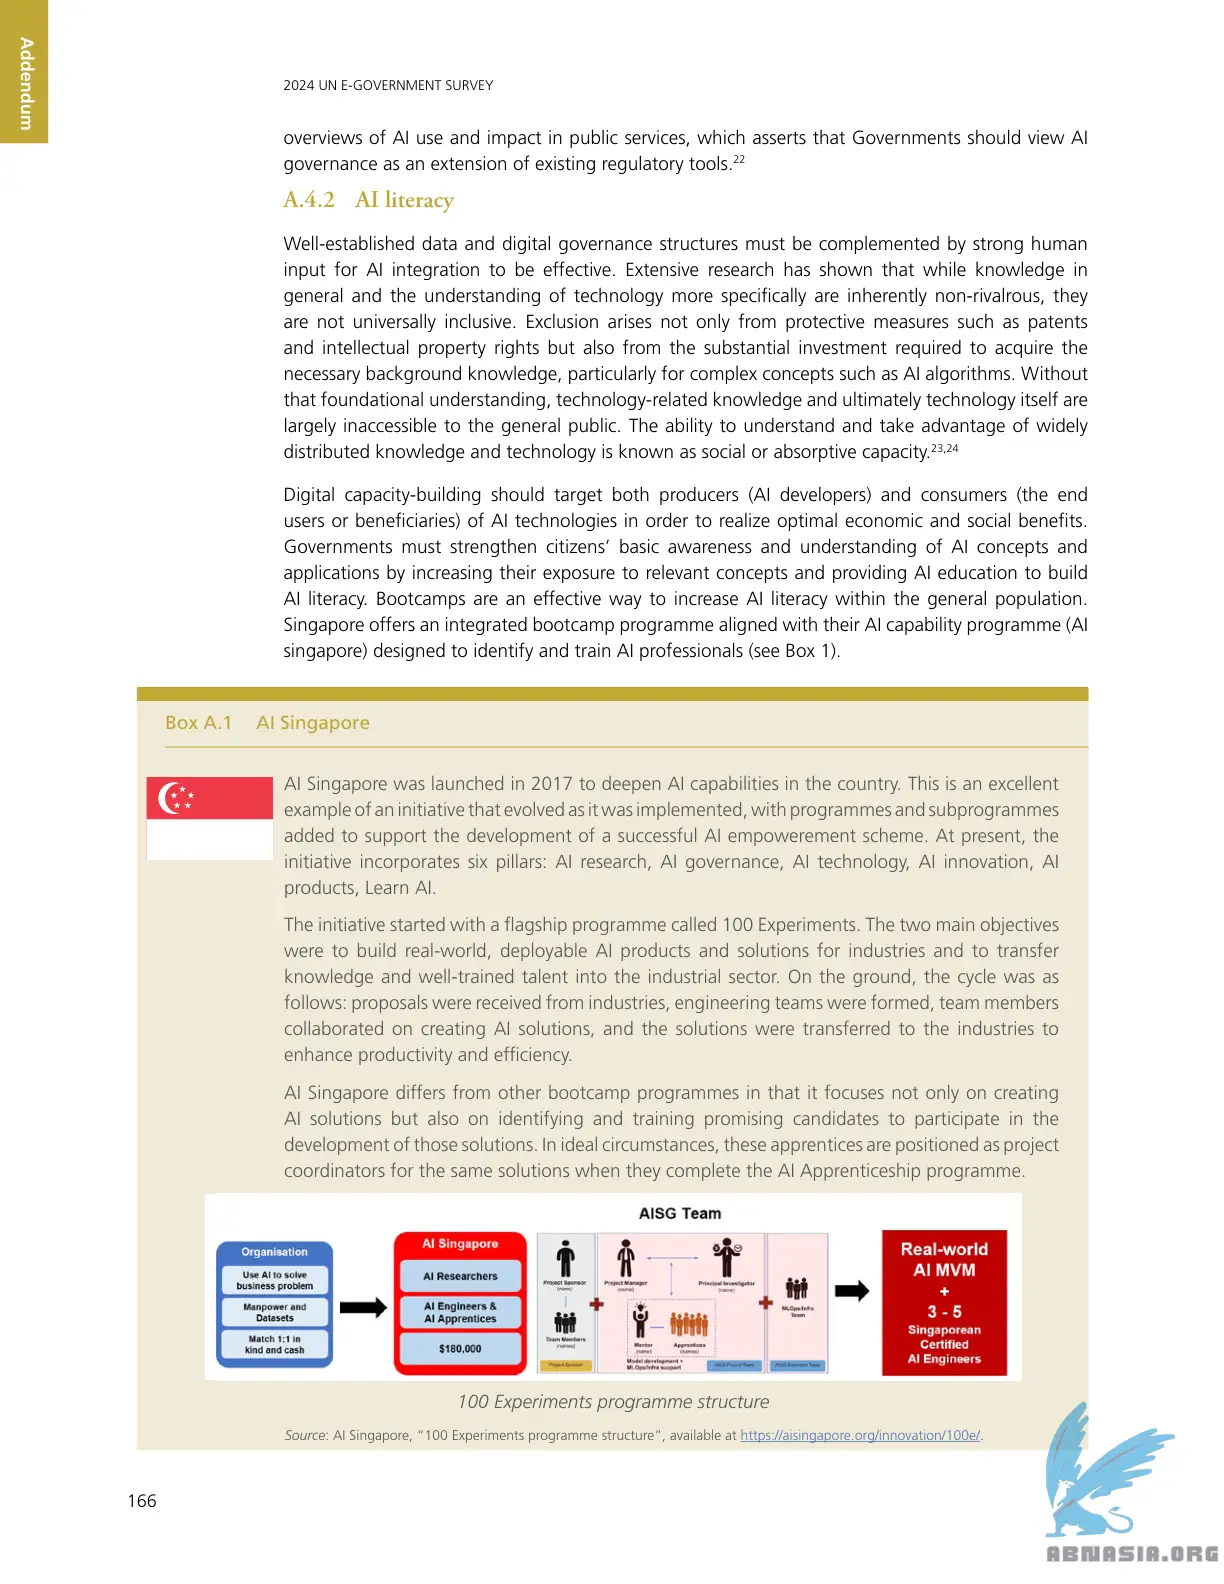 Addendum
2024 UN E-GOVERNMENT SURVEY
overviews of AI use and impact in public services, which asserts that Governments should view AI
governance as an extension of existing regulatory tools.22
A.4.2 AI literacy
Well-established data and digital governance structures must be complemented by strong human
input for AI integration to be effective. Extensive research has shown that while knowledge in
general and the understanding of technology more specifically are inherently non-rivalrous, they
are not universally inclusive. Exclusion arises not only from protective measures such as patents
and intellectual property rights but also from the substantial investment required to acquire the
necessary background knowledge, particularly for complex concepts such as AI algorithms. Without
that foundational understanding, technology-related knowledge and ultimately technology itself are
largely inaccessible to the general public. The ability to understand and take advantage of widely
distributed knowledge and technology is known as social or absorptive capacity.23,24
Digital capacity-building should target both producers (AI developers) and consumers (the end
users or beneficiaries) of AI technologies in order to realize optimal economic and social benefits.
Governments must strengthen citizens’ basic awareness and understanding of AI concepts and
applications by increasing their exposure to relevant concepts and providing AI education to build
AI literacy. Bootcamps are an effective way to increase AI literacy within the general population.
Singapore offers an integrated bootcamp programme aligned with their AI capability programme (AI
singapore) designed to identify and train AI professionals (see Box 1).
Box A.1 AI Singapore
AI Singapore was launched in 2017 to deepen AI capabilities in the country. This is an excellent
example of an initiative that evolved as it was implemented, with programmes and subprogrammes
added to support the development of a successful AI empowerement scheme. At present, the
initiative incorporates six pillars: AI research, AI governance, AI technology, AI innovation, AI
products, Learn AI.
The initiative started with a flagship programme called 100 Experiments. The two main objectives
were to build real-world, deployable AI products and solutions for industries and to transfer
knowledge and well-trained talent into the industrial sector. On the ground, the cycle was as
follows: proposals were received from industries, engineering teams were formed, team members
collaborated on creating AI solutions, and the solutions were transferred to the industries to
enhance productivity and efficiency.
AI Singapore differs from other bootcamp programmes in that it focuses not only on creating
AI solutions but also on identifying and training promising candidates to participate in the
development of those solutions. In ideal circumstances, these apprentices are positioned as project
coordinators for the same solutions when they complete the AI Apprenticeship programme.
AISG Team
Organisation
Use AI to solve
business problem
Manpower and
Datasets
Match 1:1 in
kind and cash
AI Singapore
AI Researchers
AI Engineers &
AI Apprentices
$180,000
Project Sponsor
(name)
Team Members
(names)
Project Sponsor
Project Manager
(name)
Principal Investigator
(name)
Mentor
(name)
Apprentices
(names)
Model development +
MLOps/Infra support
AISG Project Team
MLOps/Infra
Team
Real-world
AI MVM
+
3 - 5
Singaporean
Certified
AI Engineers
100 Experiments programme structure
Source: AI Singapore, “100 Experiments programme structure”, available at https://aisingapore.org/innovation/100e/.
166
ABNASIA.ORG